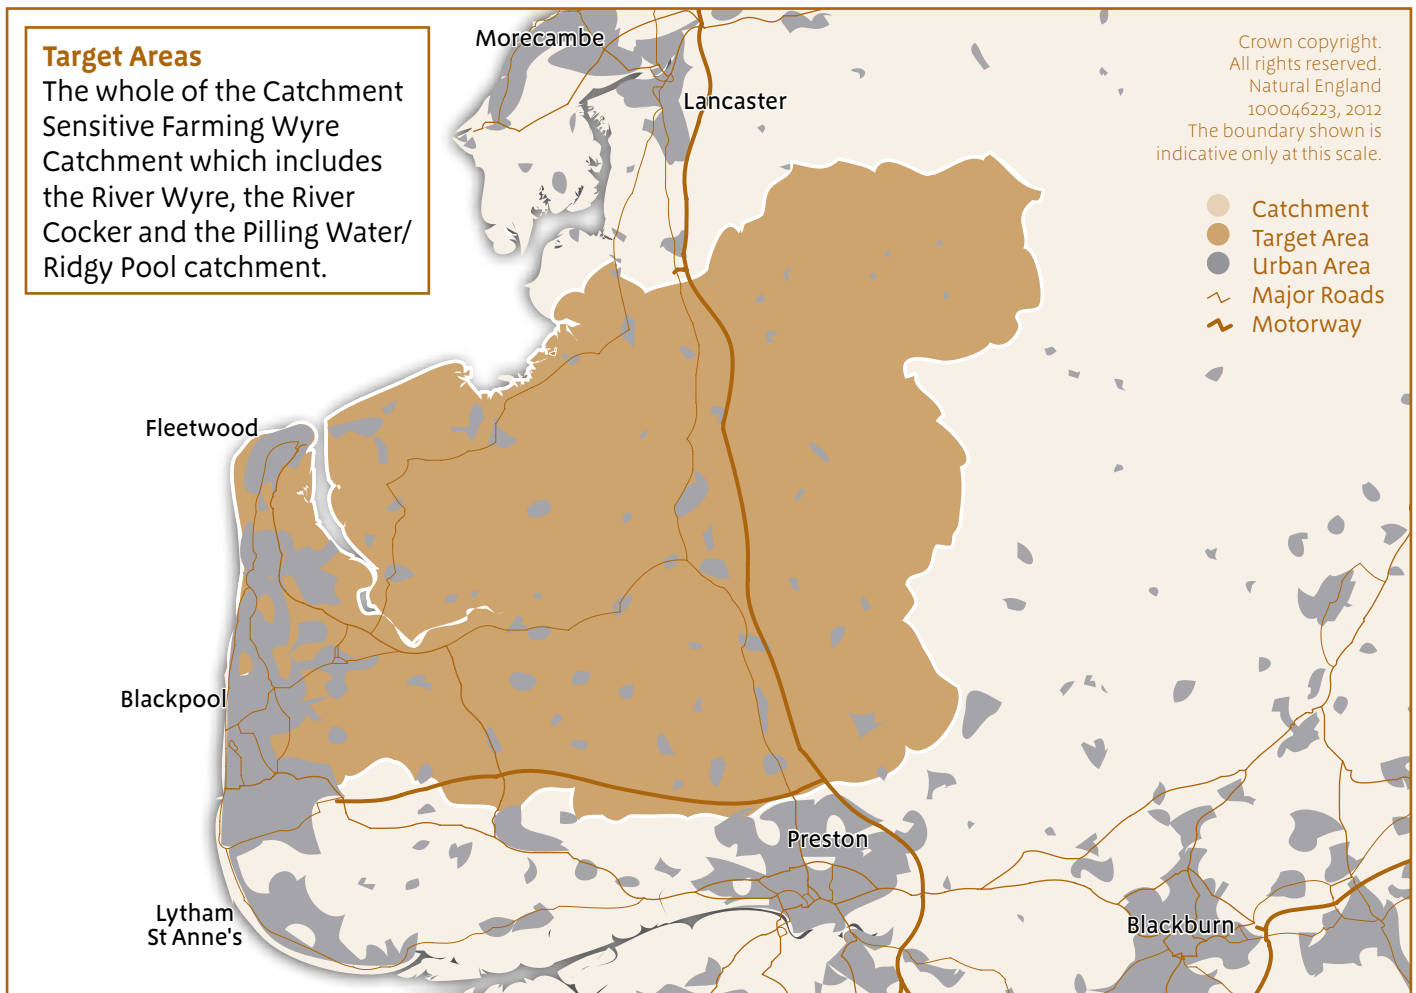 Target Areas
The whole of the Catchment
Sensitive Farming Wyre
Catchment which includes
the River Wyre, the River
Cocker and the Pilling Water/
Ridgy Pool catchment.
Morecambe
Lancaster
Crown copyright.
All rights reserved.
Natural England
100046223, 2012
The boundary shown is
indicative only at this scale.
Catchment
Target Area
Urban Area
Major Roads
Motorway
Fleetwood
Blackpool
Preston
Lytham
St Anne's
Blackburn